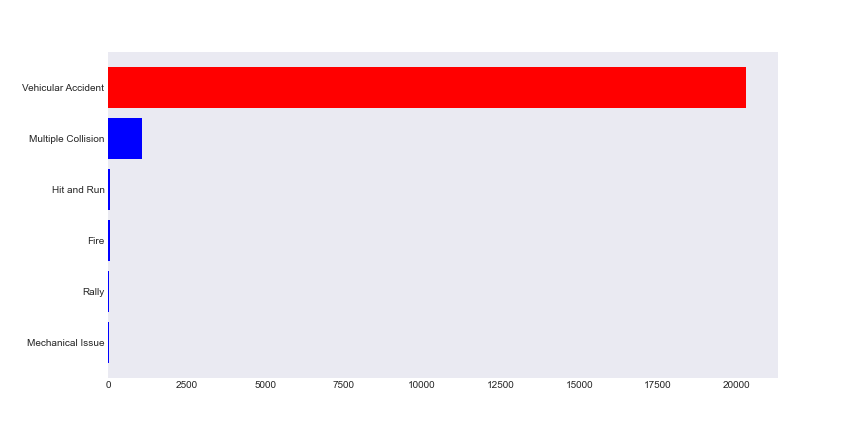 Vehicular Accident
Multiple Collision
Hit and Run
Fire
Rally
Mechanical Issue
0 2500 5000 7500 10000 12500 15000 17500 20000